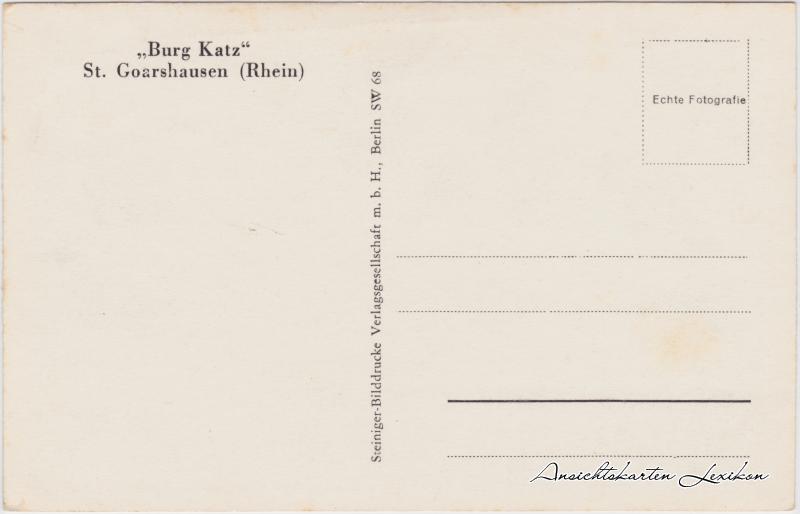 „Burg Katz“
St. Goarshausen (Rhein)
Steiniger-Bilddrucke Verlagsgesellschaft m. b. H., Berlin SW 68
Echte Fotografie
Ansichtskarten Lexikon